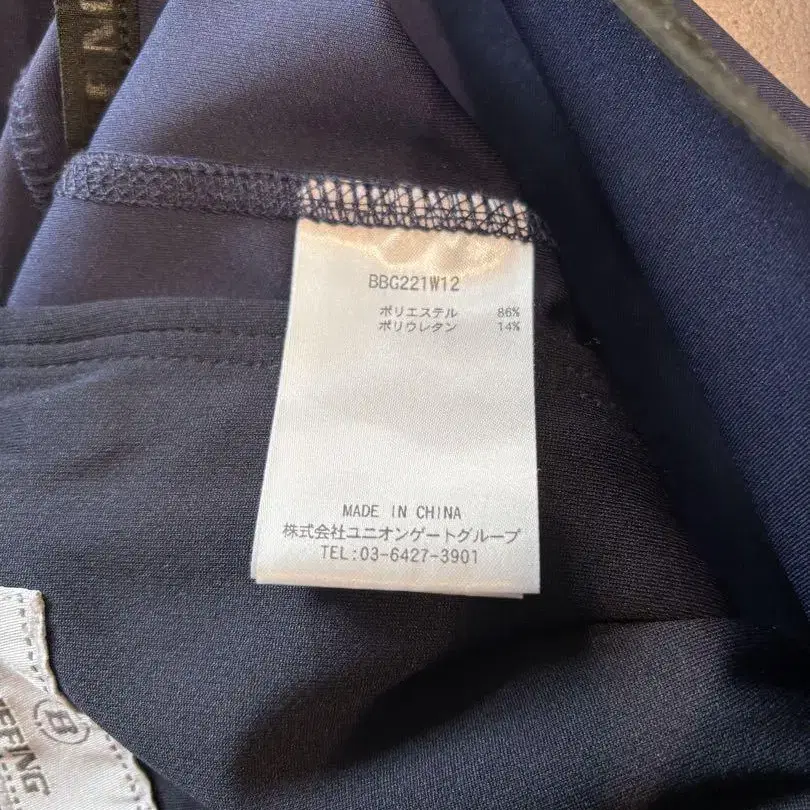 BBG221W12
ポリエステル 86%
ポリウレタン 14%
MADE IN CHINA
株式会社ユニオンゲートグループ
TEL:03-6427-3901
B